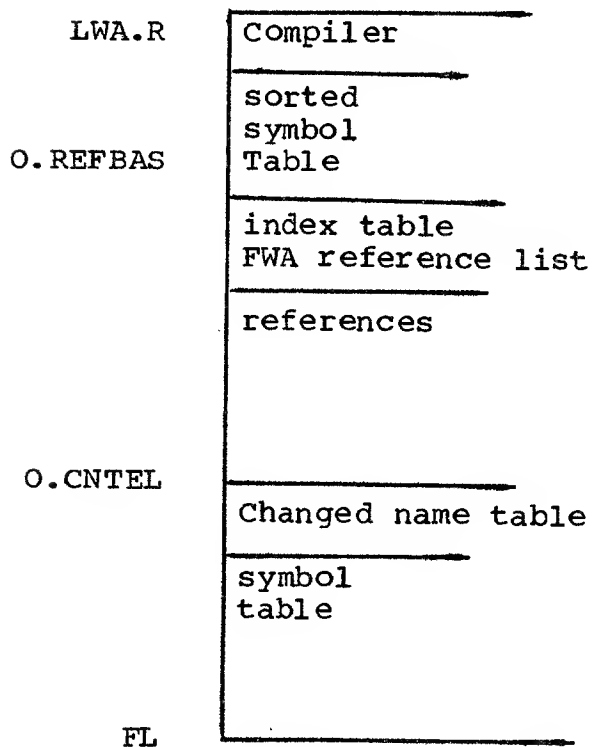 LWA.R Compiler
sorted
symbol
O.REFBAS Table
index table
FWA reference list
references
O.CNTEL
Changed name table
symbol
table
FL